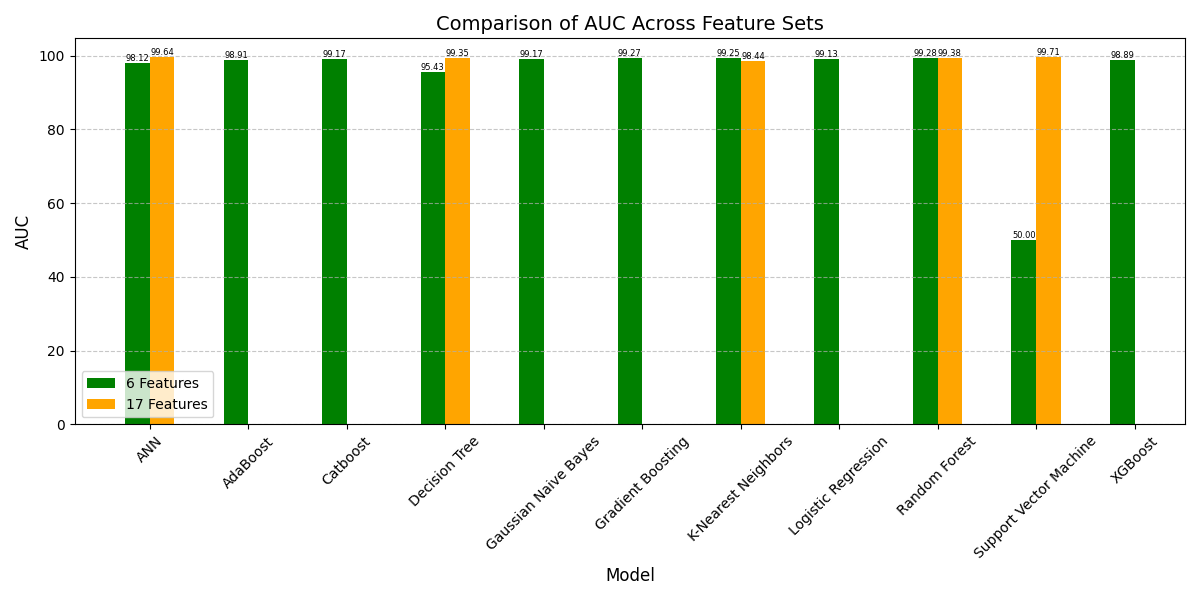 Comparison of AUC Across Feature Sets
AUC
100
80
60
40
20
0
98.12
99.64
98.91
99.17
95.43
99.35
99.17
99.27
99.25
98.44
99.13
99.28
99.38
50.00
99.71
98.89
6 Features
17 Features
ANN
AdaBoost
Catboost
Decision Tree
Gaussian Naive Bayes
Gradient Boosting
K-Nearest Neighbors
Logistic Regression
Random Forest
Support Vector Machine
XGBoost
Model